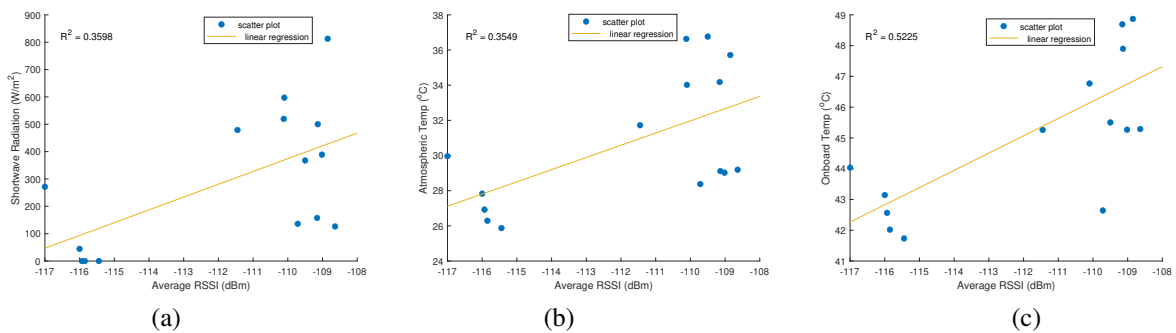 R² = 0.3598
scatter plot
linear regression
Shortwave Radiation (W/m²)
900
800
700
600
500
400
300
200
100
0
-117 -116 -115 -114 -113 -112 -111 -110 -109 -108
Average RSSI (dBm)
(a)
R² = 0.3549
scatter plot
linear regression
Atmospheric Temp (°C)
38
36
34
32
30
28
26
24
-117 -116 -115 -114 -113 -112 -111 -110 -109 -108
Average RSSI (dBm)
(b)
R² = 0.5225
scatter plot
linear regression
Onboard Temp (°C)
49
48
47
46
45
44
43
42
41
-117 -116 -115 -114 -113 -112 -111 -110 -109 -108
Average RSSI (dBm)
(c)